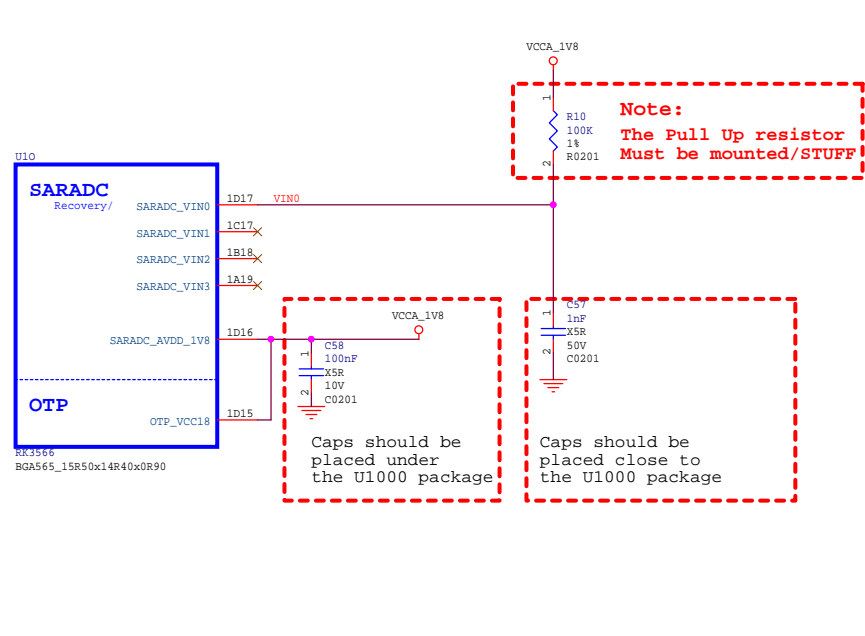 VCCA_1V8
1
R10
100K
1%
R0201
2
Note:
The Pull Up resistor
Must be mounted/STUFF
U10
SARADC
Recovery/
SARADC_VIN0
1D17
VIN0
SARADC_VIN1
1C17
SARADC_VIN2
1B18
SARADC_VIN3
1A19
SARADC_AVDD_1V8
1D16
OTP
OTP_VCC18
1D15
RK3566
BGA565_15R50x14R40x0R90
VCCA_1V8
1
C58
100nF
X5R
10V
C0201
2
Caps should be
placed under
the U1000 package
C57
1
1nF
X5R
50V
C0201
2
Caps should be
placed close to
the U1000 package